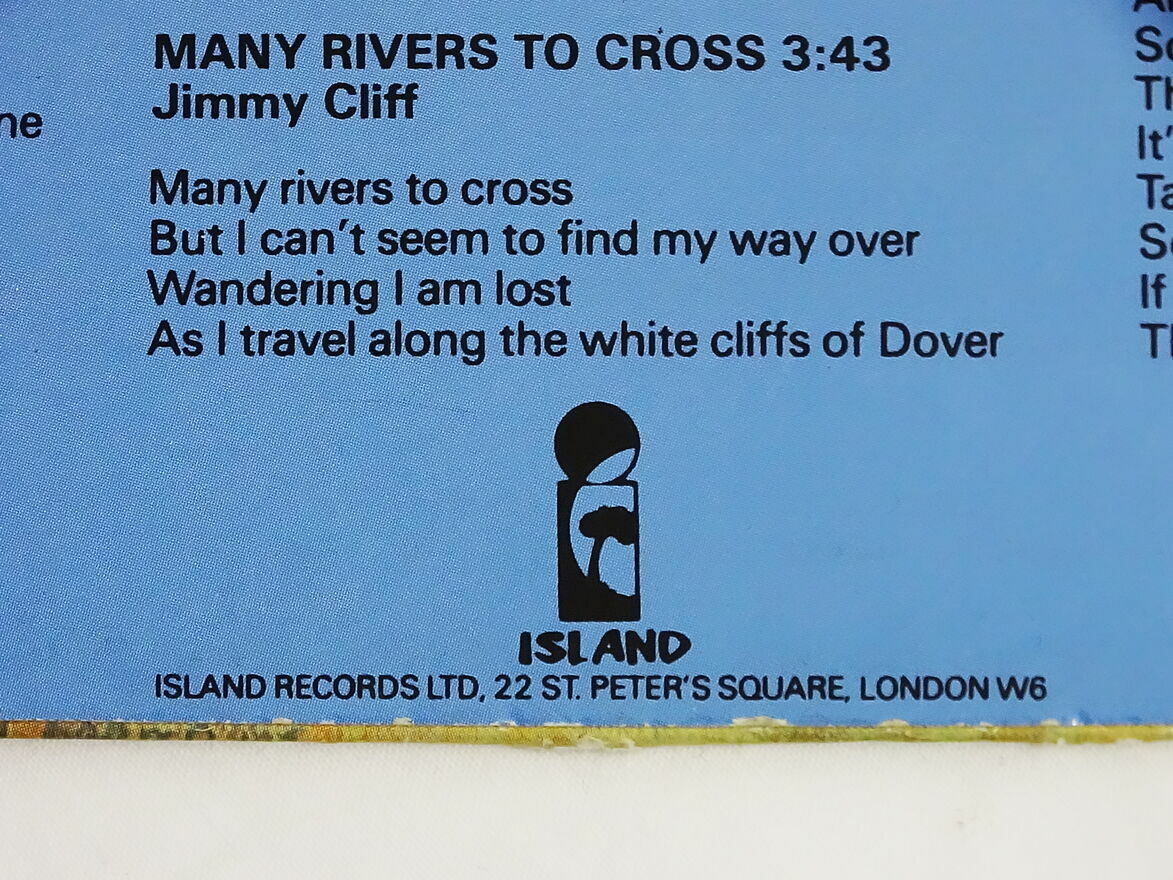 MANY RIVERS TO CROSS 3:43
Jimmy Cliff
Many rivers to cross
But I can't seem to find my way over
Wandering I am lost
As I travel along the white cliffs of Dover
ISLAND
ISLAND RECORDS LTD, 22 ST. PETER'S SQUARE, LONDON W6
It'
If